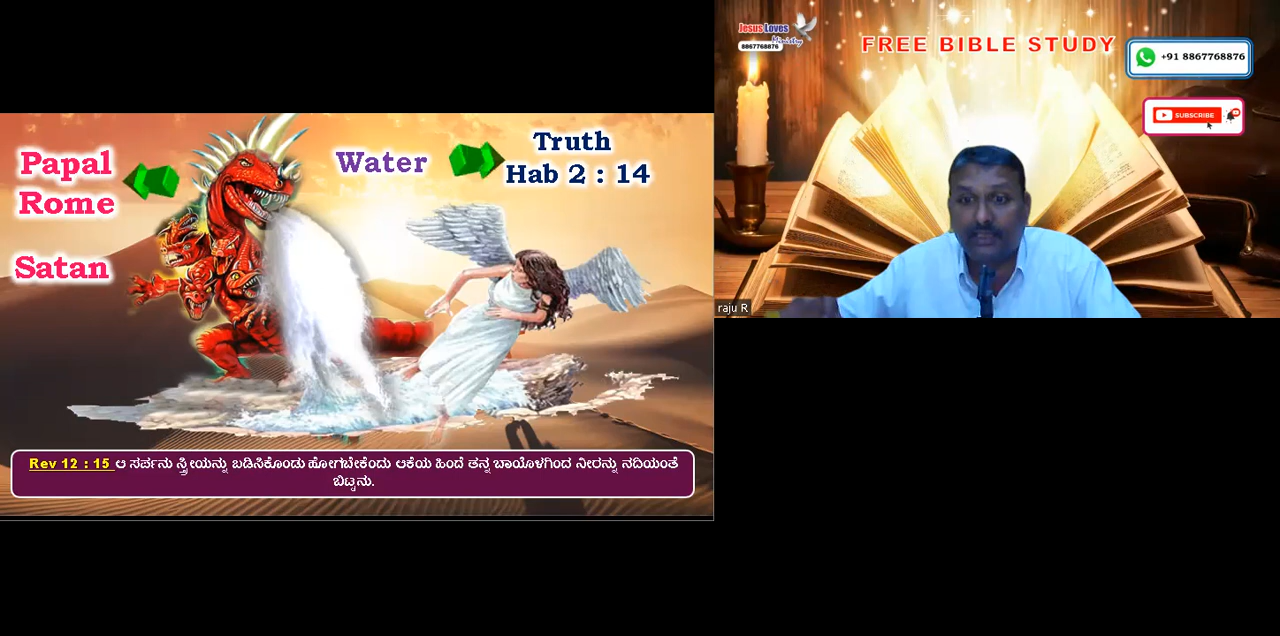 Papal
Rome
Satan
Water
Truth
Hab 2 : 14
Rev 12 : 15 ಆ ಸರ್ಪನು ಸ್ತ್ರೀಯನ್ನು ಬಡಿಸಿಕೊಂಡು ಹೋಗಬೇಕೆಂದು ಆಕೆಯ ಹಿಂದೆ ತನ್ನ ಬಾಯೊಳಗಿಂದ ನೀರನ್ನು ನದಿಯಂತೆ
ಬಿಟ್ಟನು.
Jesus Loves
Ministry
8867768876
FREE BIBLE STUDY
+91 8867768876
SUBSCRIBE
raju R